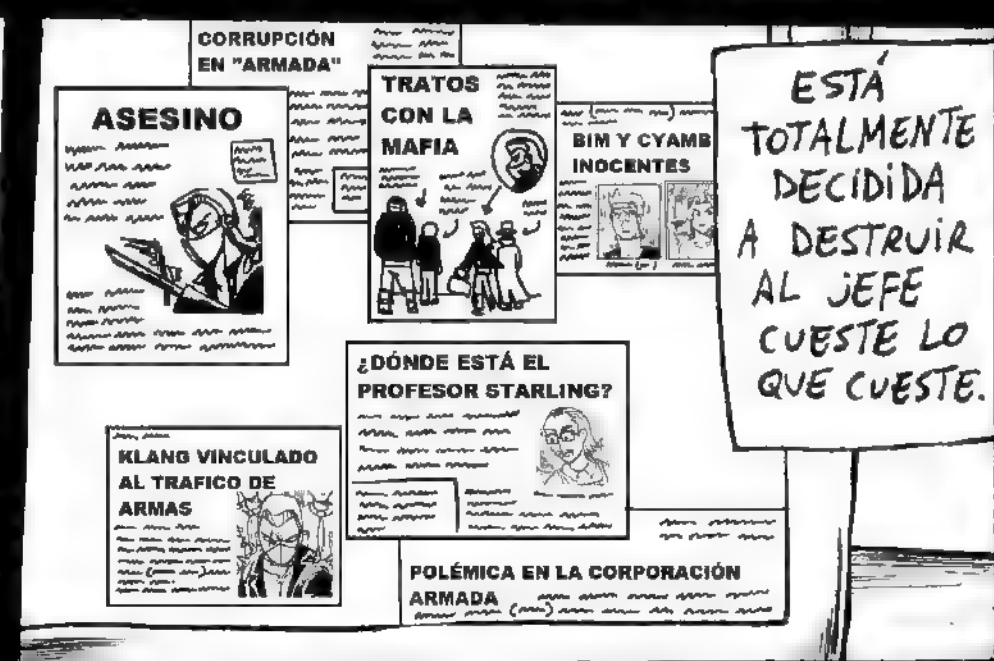 CORRUPCIÓN
EN "ARMADA"
ASESINO
TRATOS
CON LA
MAFIA
BIM Y CYAMB
INOCENTES
ESTÁ
TOTALMENTE
DECIDIDA
A DESTRUIR
AL JEFE
CUESTE LO
QUE CUESTE.
¿DÓNDE ESTÁ EL
PROFESOR STARLING?
KLANG VINCULADO
AL TRAFICO DE
ARMAS
POLÉMICA EN LA CORPORACIÓN
ARMADA